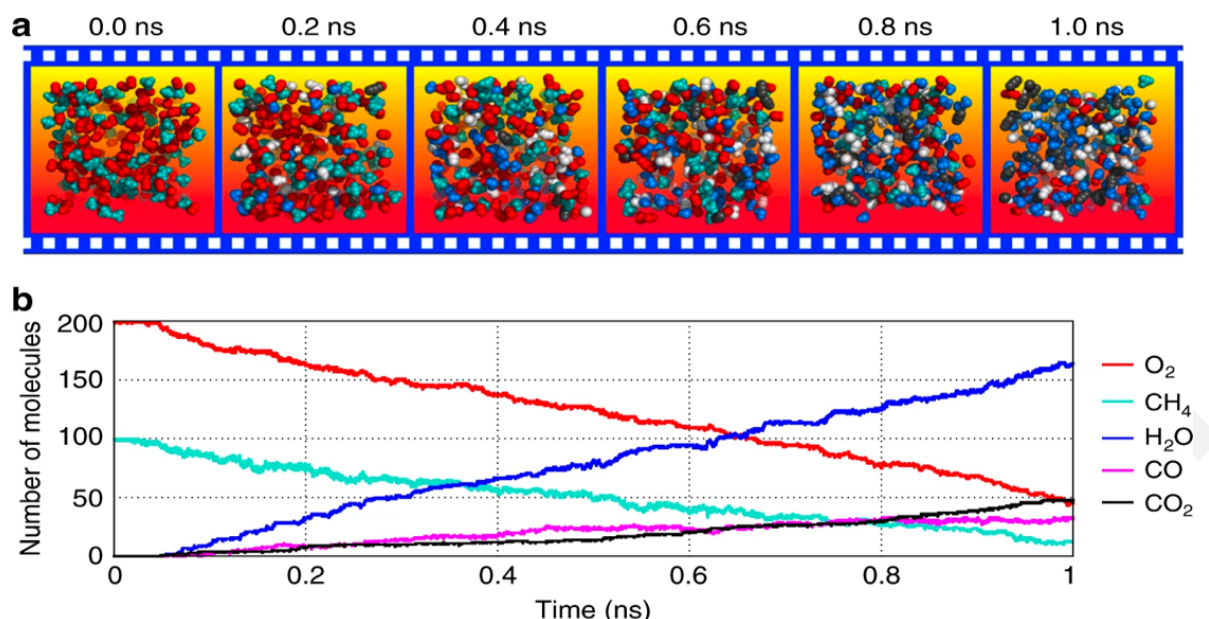 a
0.0 ns 0.2 ns 0.4 ns 0.6 ns 0.8 ns 1.0 ns
b
Number of molecules
200
150
100
50
0
0 0.2 0.4 0.6 0.8 1
Time (ns)
O₂
CH₄
H₂O
CO
CO₂